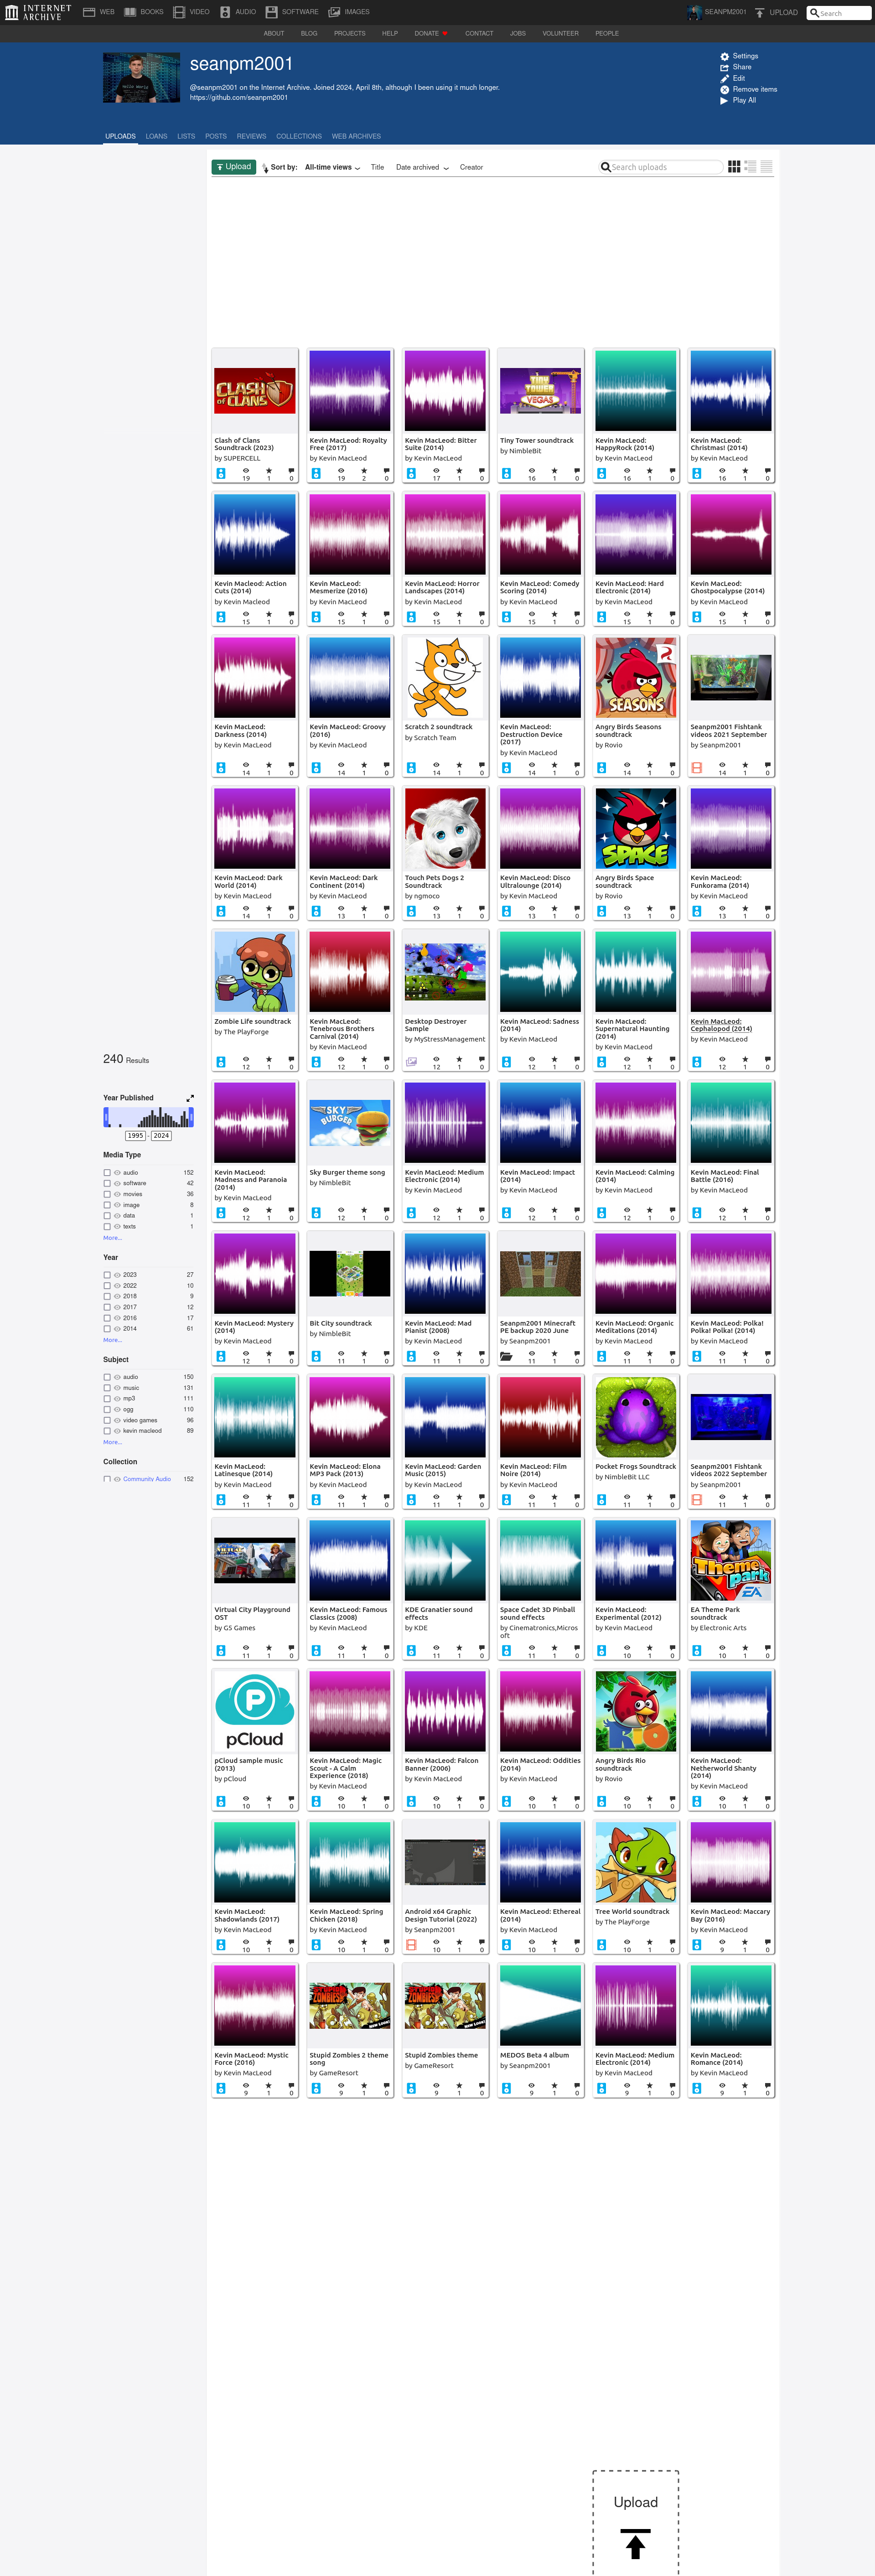 INTERNET ARCHIVE
WEB BOOKS VIDEO AUDIO SOFTWARE IMAGES
SEANPM2001 UPLOAD Search
ABOUT BLOG PROJECTS HELP DONATE CONTACT JOBS VOLUNTEER PEOPLE
seanpm2001
@seanpm2001 on the Internet Archive. Joined 2024, April 8th, although I been using it much longer.
https://github.com/seanpm2001
Settings
Share
Edit
Remove items
Play All
UPLOADS LOANS LISTS POSTS REVIEWS COLLECTIONS WEB ARCHIVES
Upload Sort by: All-time views Title Date archived Creator Search uploads
240 Results
Year Published
1995 - 2024
Media Type
audio 152
software 42
movies 36
image 8
data 1
texts 1
More...
Year
2023 27
2022 10
2018 9
2017 12
2016 17
2014 61
More...
Subject
audio 150
music 131
mp3 111
ogg 110
video games 96
kevin macleod 89
More...
Collection
Community Audio 152
CLASH OF CLANS
Clash of Clans Soundtrack (2023)
by SUPERCELL
19 1 0
Kevin MacLeod: Royalty Free (2017)
by Kevin MacLeod
19 2 0
Kevin MacLeod: Bitter Suite (2014)
by Kevin MacLeod
17 1 0
TINY TOWER VEGAS
Tiny Tower soundtrack
by NimbleBit
16 1 0
Kevin MacLeod: HappyRock (2014)
by Kevin MacLeod
16 1 0
Kevin MacLeod: Christmas! (2014)
by Kevin MacLeod
16 1 0
Kevin Macleod: Action Cuts (2014)
by Kevin Macleod
15 1 0
Kevin MacLeod: Mesmerize (2016)
by Kevin MacLeod
15 1 0
Kevin MacLeod: Horror Landscapes (2014)
by Kevin MacLeod
15 1 0
Kevin MacLeod: Comedy Scoring (2014)
by Kevin MacLeod
15 1 0
Kevin MacLeod: Hard Electronic (2014)
by Kevin MacLeod
15 1 0
Kevin MacLeod: Ghostpocalypse (2014)
by Kevin MacLeod
15 1 0
Kevin MacLeod: Darkness (2014)
by Kevin MacLeod
14 1 0
Kevin MacLeod: Groovy (2016)
by Kevin MacLeod
14 1 0
Scratch 2 soundtrack
by Scratch Team
14 1 0
Kevin MacLeod: Destruction Device (2017)
by Kevin MacLeod
14 1 0
SEASONS
Angry Birds Seasons soundtrack
by Rovio
14 1 0
Seanpm2001 Fishtank videos 2021 September
by Seanpm2001
14 1 0
Kevin MacLeod: Dark World (2014)
by Kevin MacLeod
14 1 0
Kevin MacLeod: Dark Continent (2014)
by Kevin MacLeod
13 1 0
Touch Pets Dogs 2 Soundtrack
by ngmoco
13 1 0
Kevin MacLeod: Disco Ultralounge (2014)
by Kevin MacLeod
13 1 0
SPACE
Angry Birds Space soundtrack
by Rovio
13 1 0
Kevin MacLeod: Funkorama (2014)
by Kevin MacLeod
13 1 0
Zombie Life soundtrack
by The PlayForge
12 1 0
Kevin MacLeod: Tenebrous Brothers Carnival (2014)
by Kevin MacLeod
12 1 0
Desktop Destroyer Sample
by MyStressManagement
12 1 0
Kevin MacLeod: Sadness (2014)
by Kevin MacLeod
12 1 0
Kevin MacLeod: Supernatural Haunting (2014)
by Kevin MacLeod
12 1 0
Kevin MacLeod: Cephalopod (2014)
by Kevin MacLeod
12 1 0
Kevin MacLeod: Madness and Paranoia (2014)
by Kevin MacLeod
12 1 0
SKY BURGER
Sky Burger theme song
by NimbleBit
12 1 0
Kevin MacLeod: Medium Electronic (2014)
by Kevin MacLeod
12 1 0
Kevin MacLeod: Impact (2014)
by Kevin MacLeod
12 1 0
Kevin MacLeod: Calming (2014)
by Kevin MacLeod
12 1 0
Kevin MacLeod: Final Battle (2016)
by Kevin MacLeod
12 1 0
Kevin MacLeod: Mystery (2014)
by Kevin MacLeod
12 1 0
Bit City soundtrack
by NimbleBit
11 1 0
Kevin MacLeod: Mad Pianist (2008)
by Kevin MacLeod
11 1 0
Seanpm2001 Minecraft PE backup 2020 June
by Seanpm2001
11 1 0
Kevin MacLeod: Organic Meditations (2014)
by Kevin MacLeod
11 1 0
Kevin MacLeod: Polka! Polka! Polka! (2014)
by Kevin MacLeod
11 1 0
Kevin MacLeod: Latinesque (2014)
by Kevin MacLeod
11 1 0
Kevin MacLeod: Elona MP3 Pack (2013)
by Kevin MacLeod
11 1 0
Kevin MacLeod: Garden Music (2015)
by Kevin MacLeod
11 1 0
Kevin MacLeod: Film Noire (2014)
by Kevin MacLeod
11 1 0
Pocket Frogs Soundtrack
by NimbleBit LLC
11 1 0
Seanpm2001 Fishtank videos 2022 September
by Seanpm2001
11 1 0
Virtual City Playground OST
by G5 Games
11 1 0
Kevin MacLeod: Famous Classics (2008)
by Kevin MacLeod
11 1 0
KDE Granatier sound effects
by KDE
11 1 0
Space Cadet 3D Pinball sound effects
by Cinematronics,Microsoft
11 1 0
Kevin MacLeod: Experimental (2012)
by Kevin MacLeod
10 1 0
Theme Park EA
EA Theme Park soundtrack
by Electronic Arts
10 1 0
pCloud
pCloud sample music (2013)
by pCloud
10 1 0
Kevin MacLeod: Magic Scout - A Calm Experience (2018)
by Kevin MacLeod
10 1 0
Kevin MacLeod: Falcon Banner (2006)
by Kevin MacLeod
10 1 0
Kevin MacLeod: Oddities (2014)
by Kevin MacLeod
10 1 0
RIO
Angry Birds Rio soundtrack
by Rovio
10 1 0
Kevin MacLeod: Netherworld Shanty (2014)
by Kevin MacLeod
10 1 0
Kevin MacLeod: Shadowlands (2017)
by Kevin MacLeod
10 1 0
Kevin MacLeod: Spring Chicken (2018)
by Kevin MacLeod
10 1 0
Android x64 Graphic Design Tutorial (2022)
by Seanpm2001
10 1 0
Kevin MacLeod: Ethereal (2014)
by Kevin MacLeod
10 1 0
Tree World soundtrack
by The PlayForge
10 1 0
Kevin MacLeod: Maccary Bay (2016)
by Kevin MacLeod
9 1 0
Kevin MacLeod: Mystic Force (2016)
by Kevin MacLeod
9 1 0
Stupid Zombies 2 theme song
by GameResort
9 1 0
Stupid Zombies theme
by GameResort
9 1 0
MEDOS Beta 4 album
by Seanpm2001
9 1 0
Kevin MacLeod: Medium Electronic (2014)
by Kevin MacLeod
9 1 0
Kevin MacLeod: Romance (2014)
by Kevin MacLeod
9 1 0
Upload